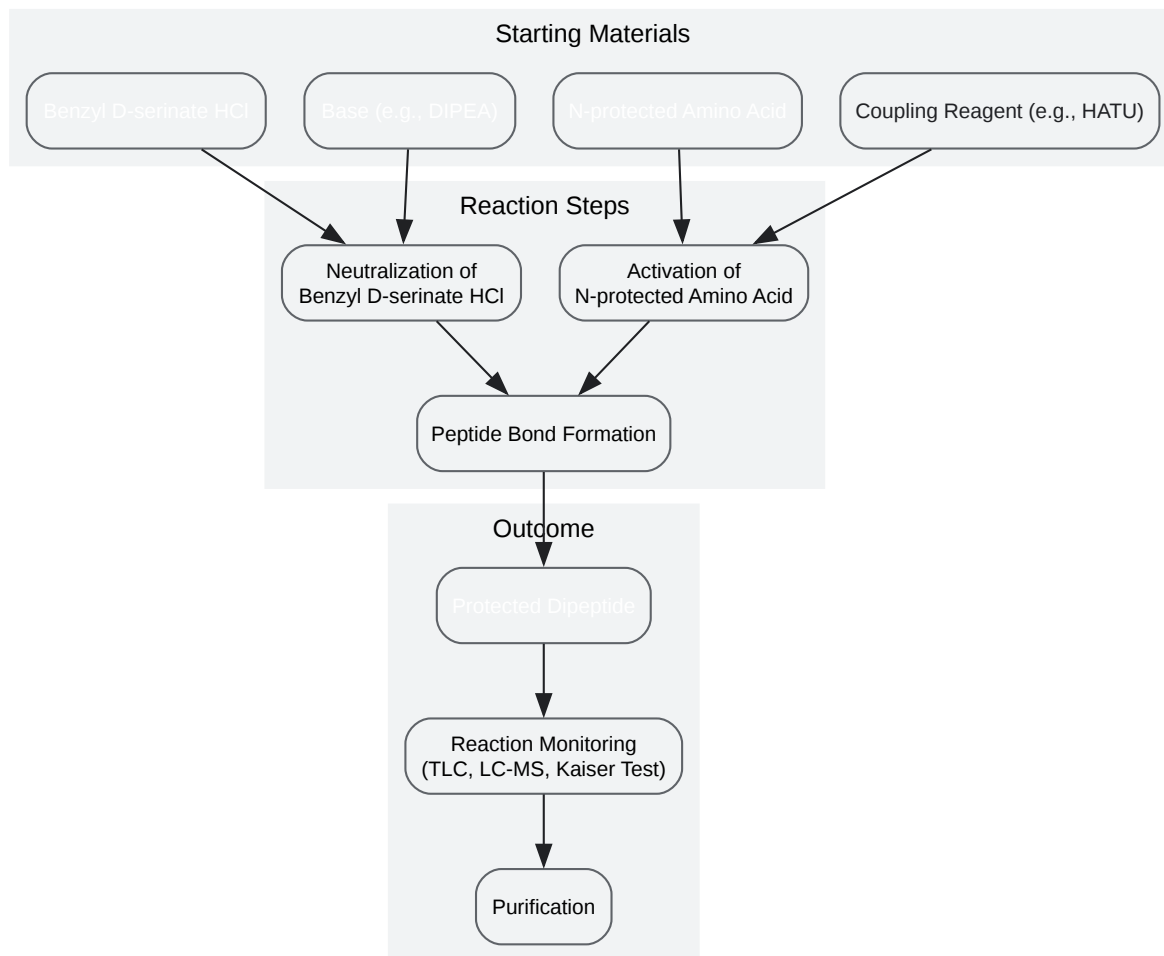 Starting Materials
Benzyl D-serinate HCl
Base (e.g., DIPEA)
N-protected Amino Acid
Coupling Reagent (e.g., HATU)
Reaction Steps
Neutralization of
Benzyl D-serinate HCl
Activation of
N-protected Amino Acid
Peptide Bond Formation
Outcome
Protected Dipeptide
Reaction Monitoring
(TLC, LC-MS, Kaiser Test)
Purification